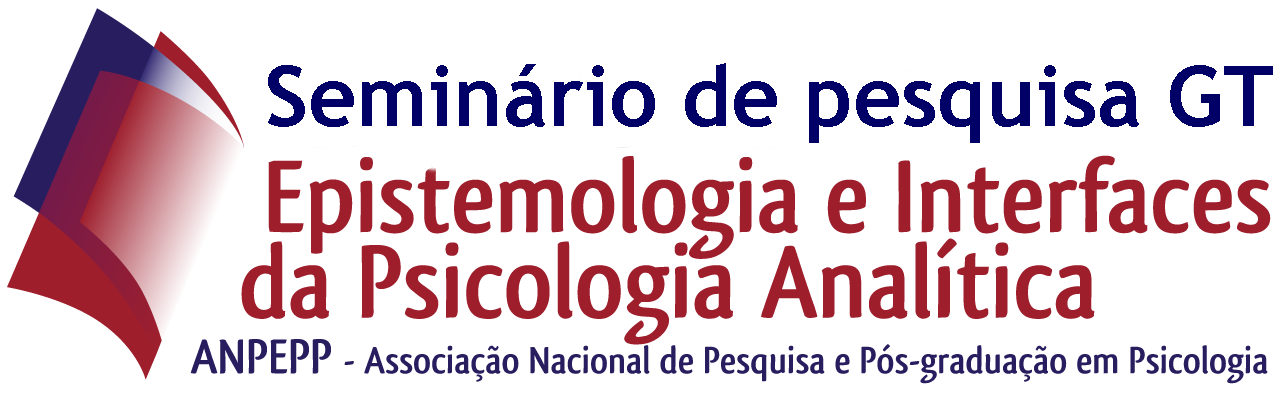 Seminário de pesquisa GT
Epistemologia e Interfaces
da Psicologia Analítica
ANPEPP - Associação Nacional de Pesquisa e Pós-graduação em Psicologia